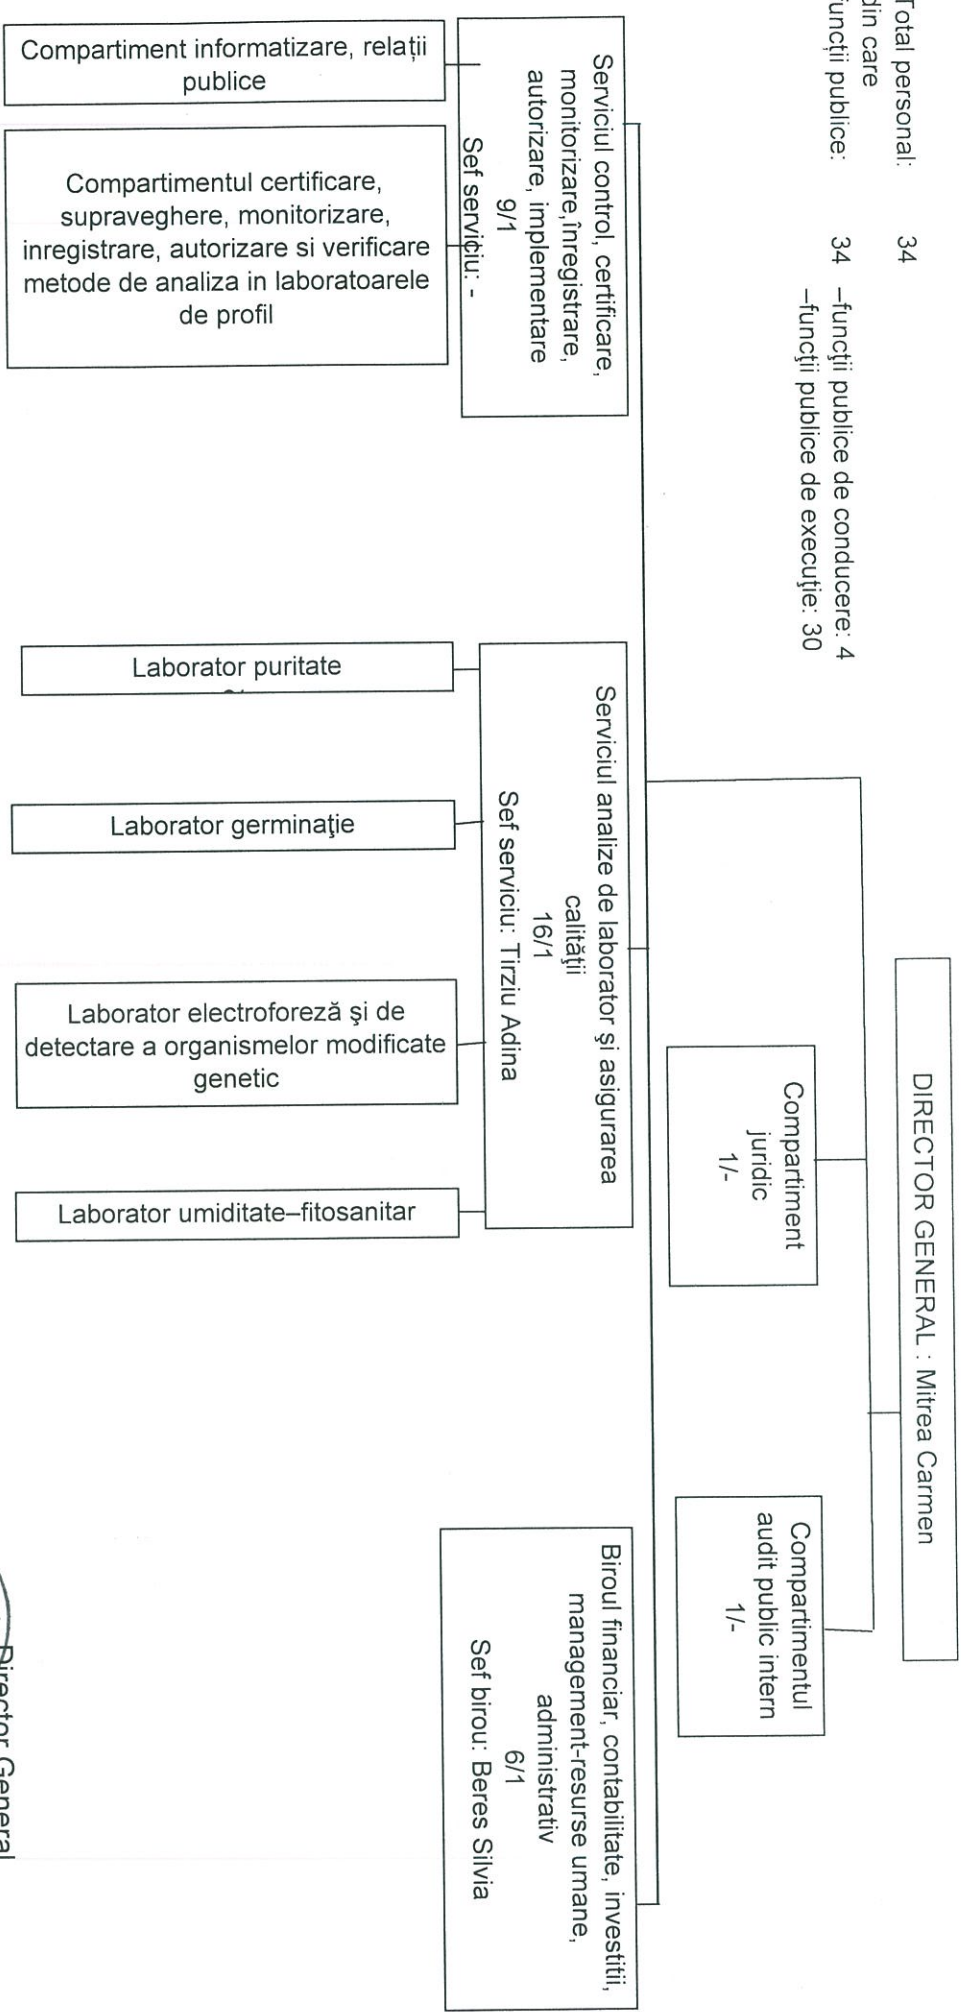 Total personal: 34
din care
funcții publice: 34 –funcții publice de conducere: 4
–funcții publice de execuție: 30
DIRECTOR GENERAL : Mitrea Carmen
Compartiment
juridic
1/-
Compartimentul
audit public intern
1/-
Serviciul control, certificare,
monitorizare,înregistrare,
autorizare, implementare
9/1
Sef serviciu: -
Serviciul analize de laborator şi asigurarea
calităţii
16/1
Sef serviciu: Tirziu Adina
Biroul financiar, contabilitate, investitii,
management-resurse umane,
administrativ
6/1
Sef birou: Beres Silvia
Compartiment informatizare, relații
publice
Compartimentul certificare,
supraveghere, monitorizare,
inregistrare, autorizare si verificare
metode de analiza in laboratoarele
de profil
Laborator puritate
Laborator germinaţie
Laborator electroforeză şi de
detectare a organismelor modificate
genetic
Laborator umiditate–fitosanitar
Director General